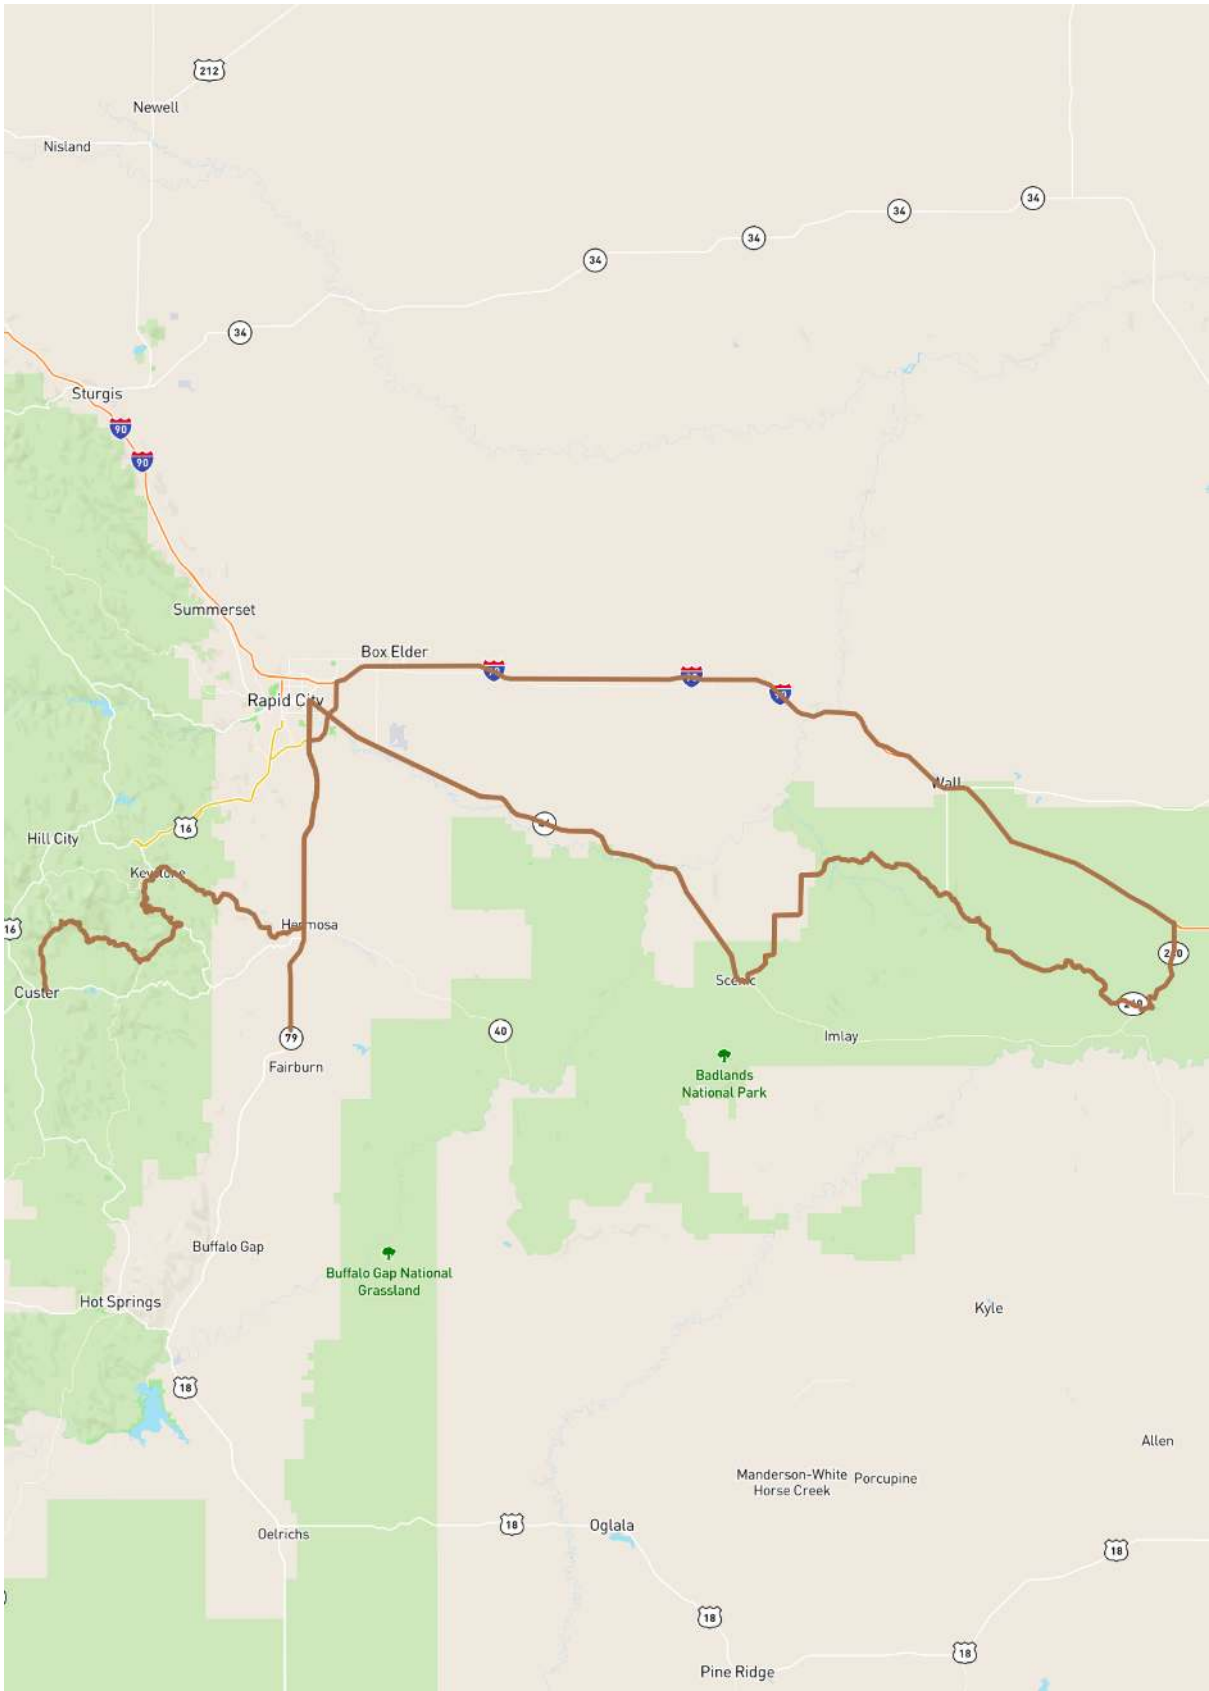 212
Newell
Nisland
34
34
34
34
34
Sturgis
90
90
Summerset
Box Elder
Rapid City
Wall
16
Hill City
Keystone
16
Hermosa
Custer
Scenic
79
40
Imlay
Fairburn
Badlands
National Park
Buffalo Gap
Buffalo Gap National
Grassland
Hot Springs
Kyle
18
Allen
Manderson-White
Horse Creek
Porcupine
Oelrichs
18
Oglala
18
18
18
Pine Ridge